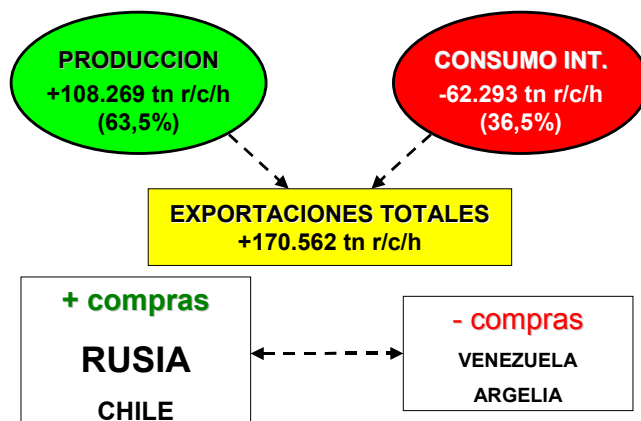 PRODUCCION
+108.269 tn r/c/h
(63,5%)
CONSUMO INT.
-62.293 tn r/c/h
(36,5%)
EXPORTACIONES TOTALES
+170.562 tn r/c/h
+ compras
RUSIA
CHILE
- compras
VENEZUELA
ARGELIA